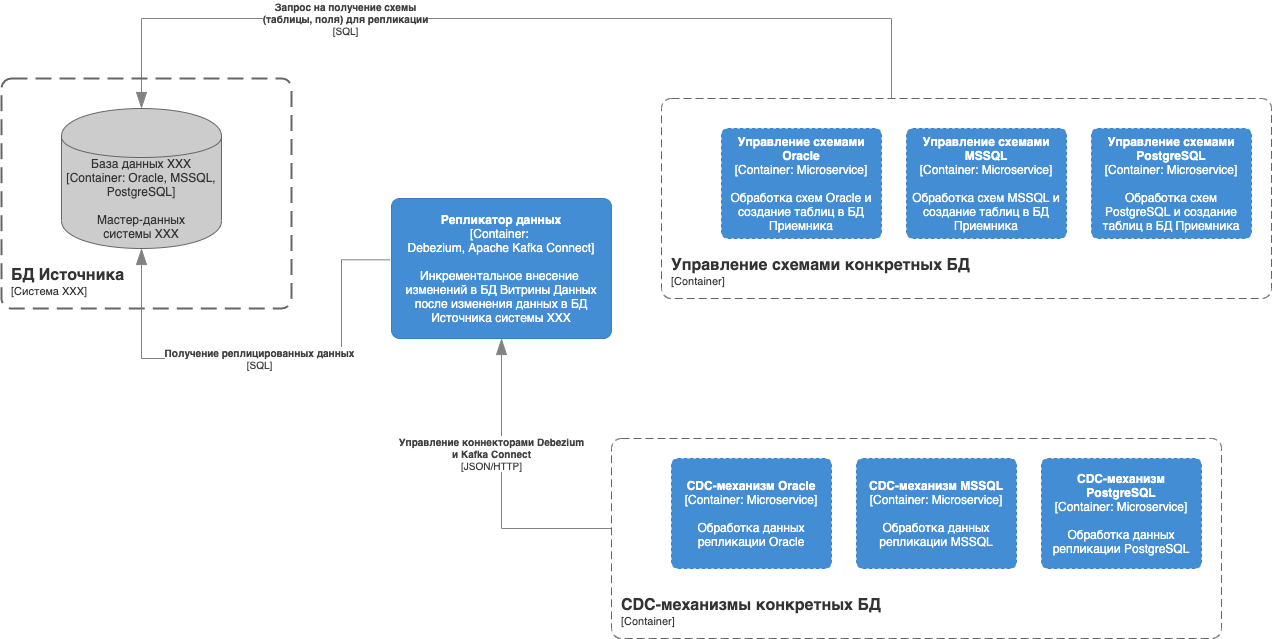 Запрос на получение схемы
(таблицы, поля) для репликации
[SQL]
База данных XXX
[Container: Oracle, MSSQL,
PostgreSQL]
Мастер-данных
системы XXX
БД Источника
[Система XXX]
Получение реплицированных данных
[SQL]
Репликатор данных
[Container:
Debezium, Apache Kafka Connect]
Инкрементальное внесение
изменений в БД Витрины Данных
после изменения данных в БД
Источника системы XXX
Управление схемами
Oracle
[Container: Microservice]
Обработка схем Oracle и
создание таблиц в БД
Приемника
Управление схемами
MSSQL
[Container: Microservice]
Обработка схем MSSQL и
создание таблиц в БД
Приемника
Управление схемами
PostgreSQL
[Container: Microservice]
Обработка схем
PostgreSQL и создание
таблиц в БД Приемника
Управление схемами конкретных БД
[Container]
Управление коннекторами Debezium
и Kafka Connect
[JSON/HTTP]
CDC-механизм Oracle
[Container: Microservice]
Обработка данных
репликации Oracle
CDC-механизм MSSQL
[Container: Microservice]
Обработка данных
репликации MSSQL
CDC-механизм
PostgreSQL
[Container: Microservice]
Обработка данных
репликации PostgreSQL
CDC-механизмы конкретных БД
[Container]